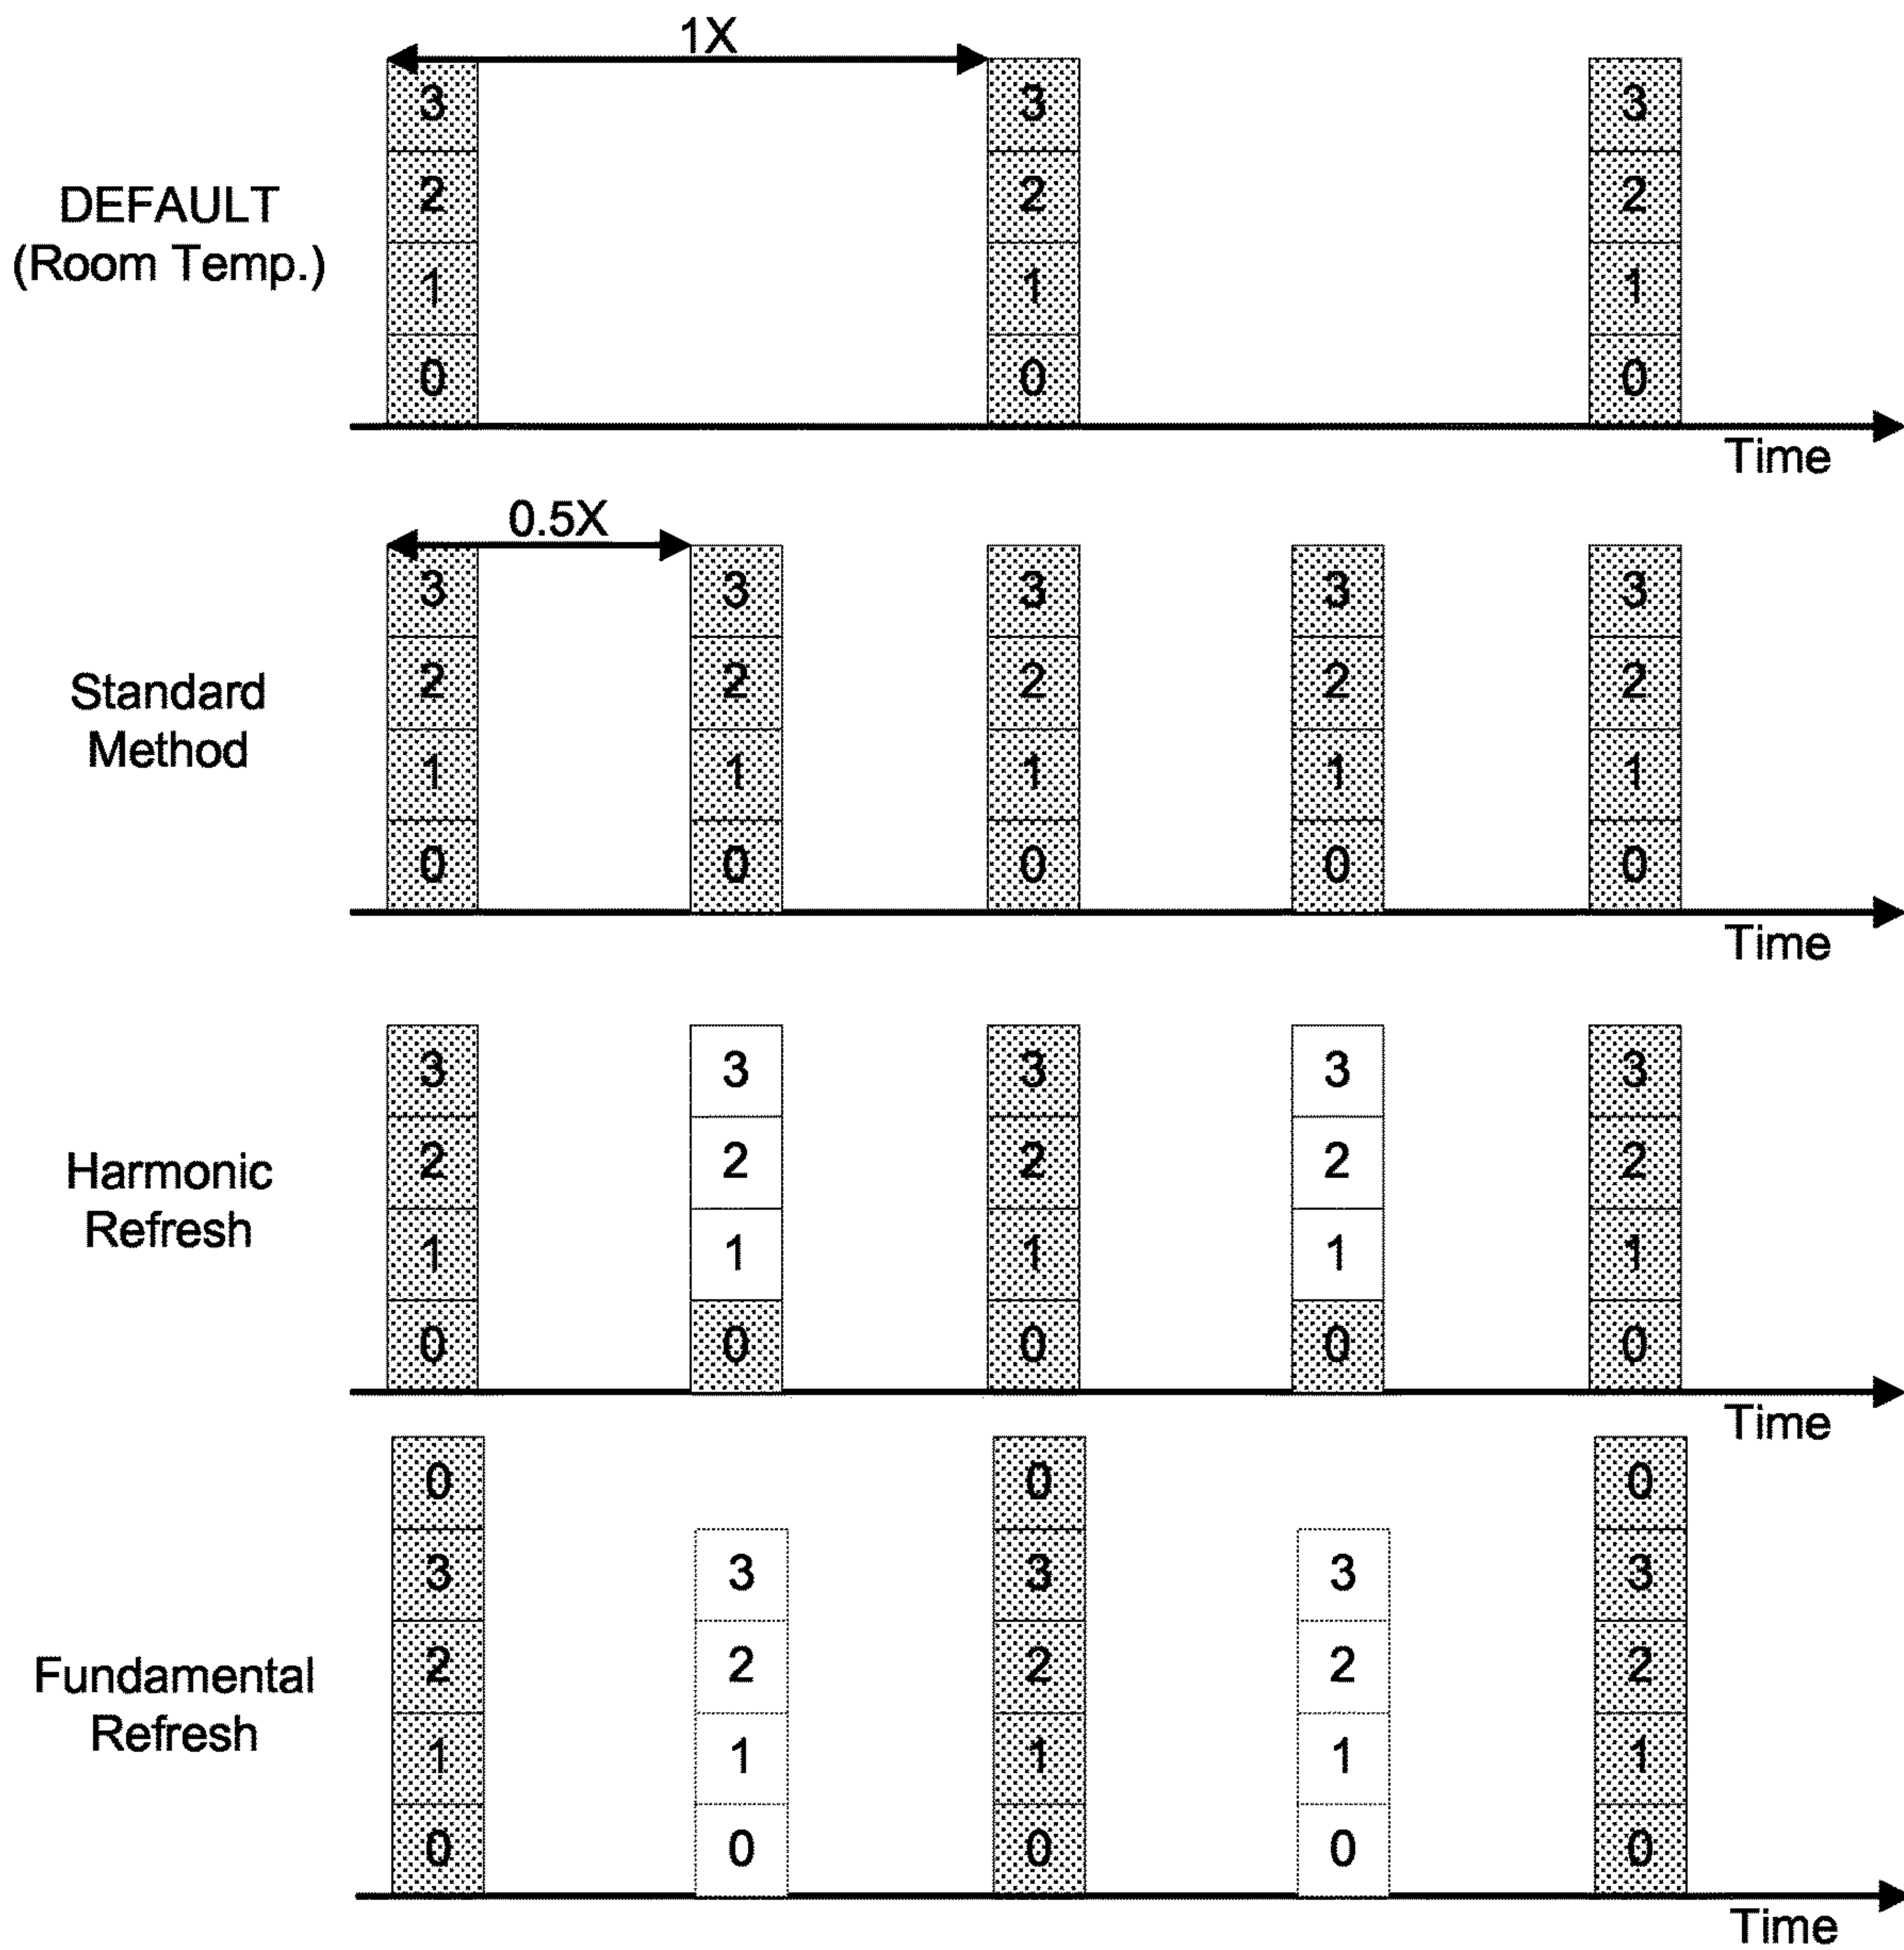 1X
3 3 3
2 2 2
1 1 1
0 0 0
DEFAULT
(Room Temp.)
Time
0.5X
3 3 3 3 3
2 2 2 2 2
1 1 1 1 1
0 0 0 0 0
Standard
Method
Time
3 3 3 3 3
2 2 2 2 2
1 1 1 1 1
0 0 0 0 0
Harmonic
Refresh
Time
0 0 0
3 3 3 3 3
2 2 2 2 2
1 1 1 1 1
0 0 0 0 0
Fundamental
Refresh
Time